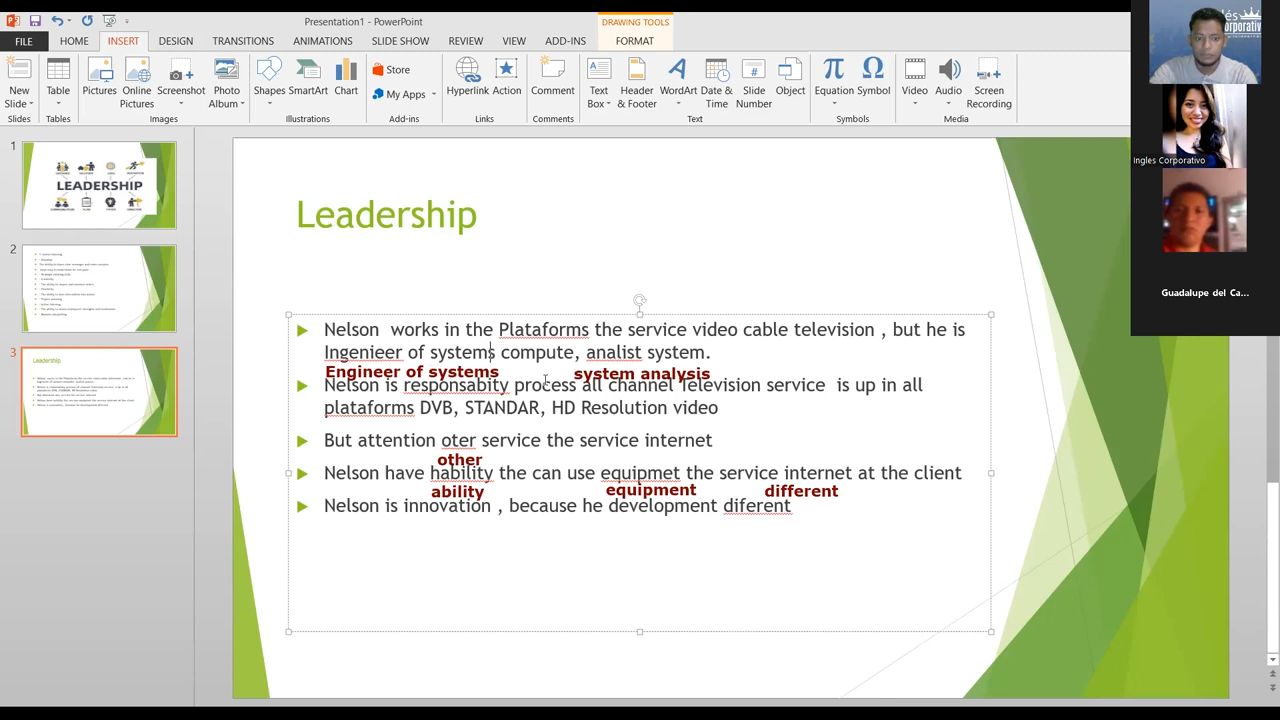 Presentation1 - PowerPoint
DRAWING TOOLS
FILE HOME INSERT DESIGN TRANSITIONS ANIMATIONS SLIDE SHOW REVIEW VIEW ADD-INS FORMAT
New Slide
Table
Pictures
Online Pictures
Screenshot
Photo Album
Shapes
SmartArt
Chart
Store
My Apps
Hyperlink
Action
Comment
Text Box
Header & Footer
WordArt
Date & Time
Slide Number
Object
Equation
Symbol
Video
Audio
Screen Recording
Slides Tables Images Illustrations Add-ins Links Comments Text Symbols Media
1
LEADERSHIP
2
3
Leadership
Leadership
Nelson works in the Plataforms the service video cable television , but he is
Ingenieer of systems compute, analist system.
Engineer of systems system analysis
Nelson is responsabity process all channel Television service is up in all
plataforms DVB, STANDAR, HD Resolution video
But attention oter service the service internet
other
Nelson have hability the can use equipmet the service internet at the client
ability equipment different
Nelson is innovation , because he development diferent
Ingles Corporativo
Guadalupe del Ca...